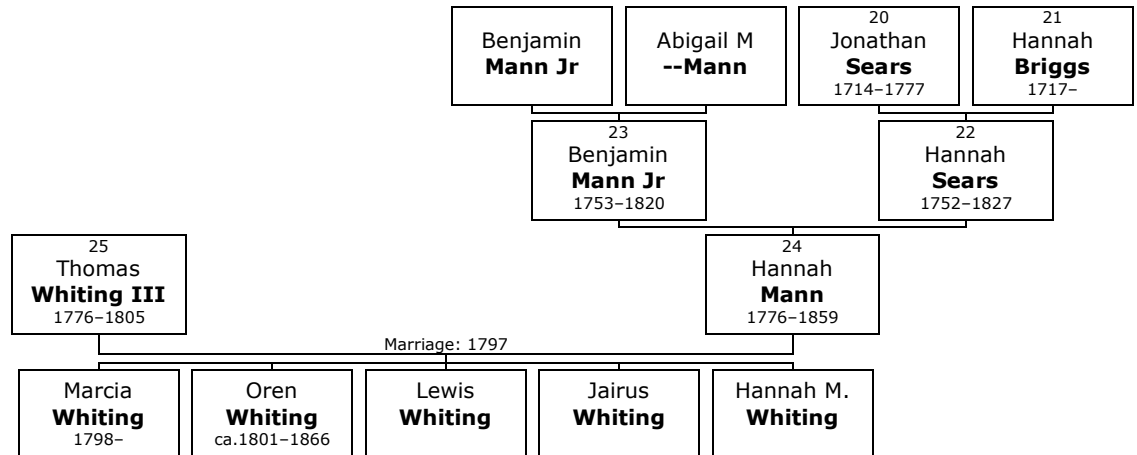 Benjamin
Mann Jr
Abigail M
--Mann
20
Jonathan
Sears
1714–1777
21
Hannah
Briggs
1717–
23
Benjamin
Mann Jr
1753–1820
22
Hannah
Sears
1752–1827
25
Thomas
Whiting III
1776–1805
24
Hannah
Mann
1776–1859
Marriage: 1797
Marcia
Whiting
1798–
Oren
Whiting
ca.1801–1866
Lewis
Whiting
Jairus
Whiting
Hannah M.
Whiting